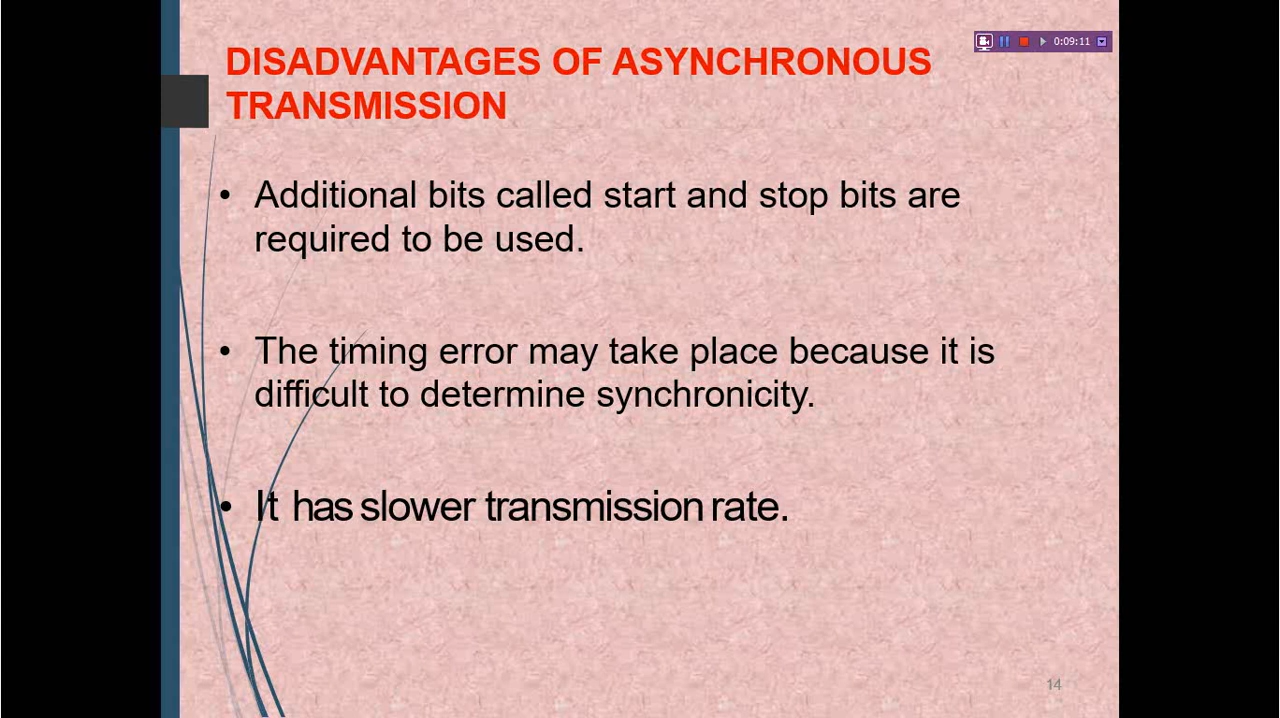 0:09:11
DISADVANTAGES OF ASYNCHRONOUS
TRANSMISSION
• Additional bits called start and stop bits are
required to be used.
• The timing error may take place because it is
difficult to determine synchronicity.
• It has slower transmission rate.
14